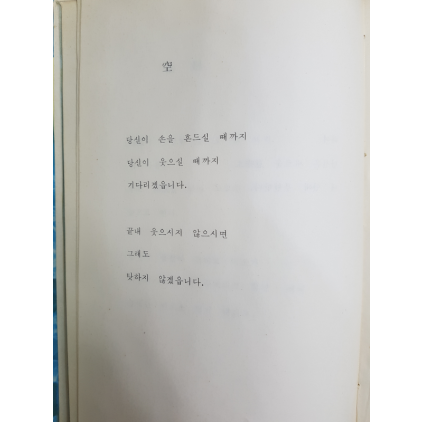 空
당신이 손을 흔드실 때까지
당신이 웃으실 때까지
기다리겠읍니다.
끝내 웃으시지 않으시면
그래도
탓하지 않겠읍니다.